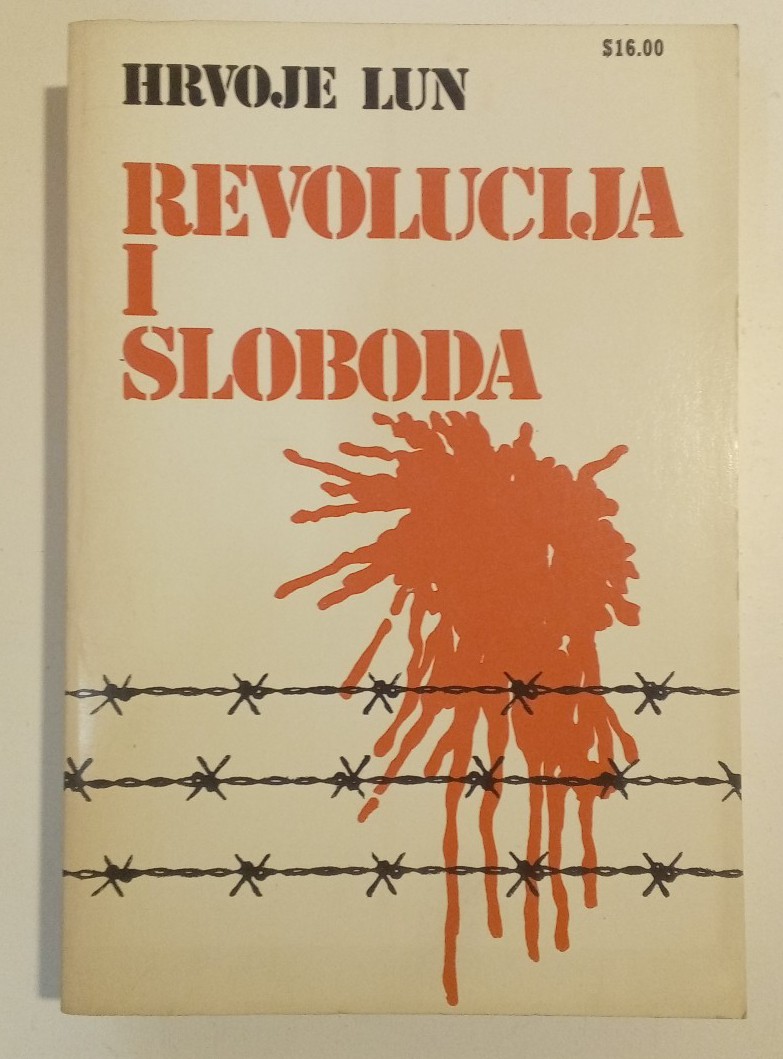 $16.00
HRVOJE LUN
REVOLUCIJA
I
SLOBODA